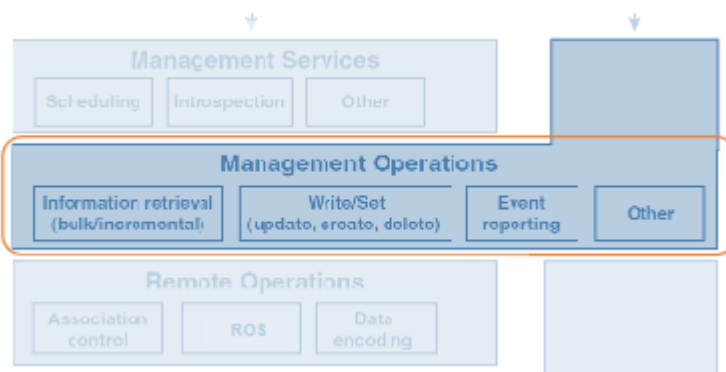 Management Services
Scheduling
Introspection
Other
Management Operations
Information retrieval
(bulk/incremental)
Write/Set
(update, create, delete)
Event
reporting
Other
Remote Operations
Association
control
ROS
Data
encoding